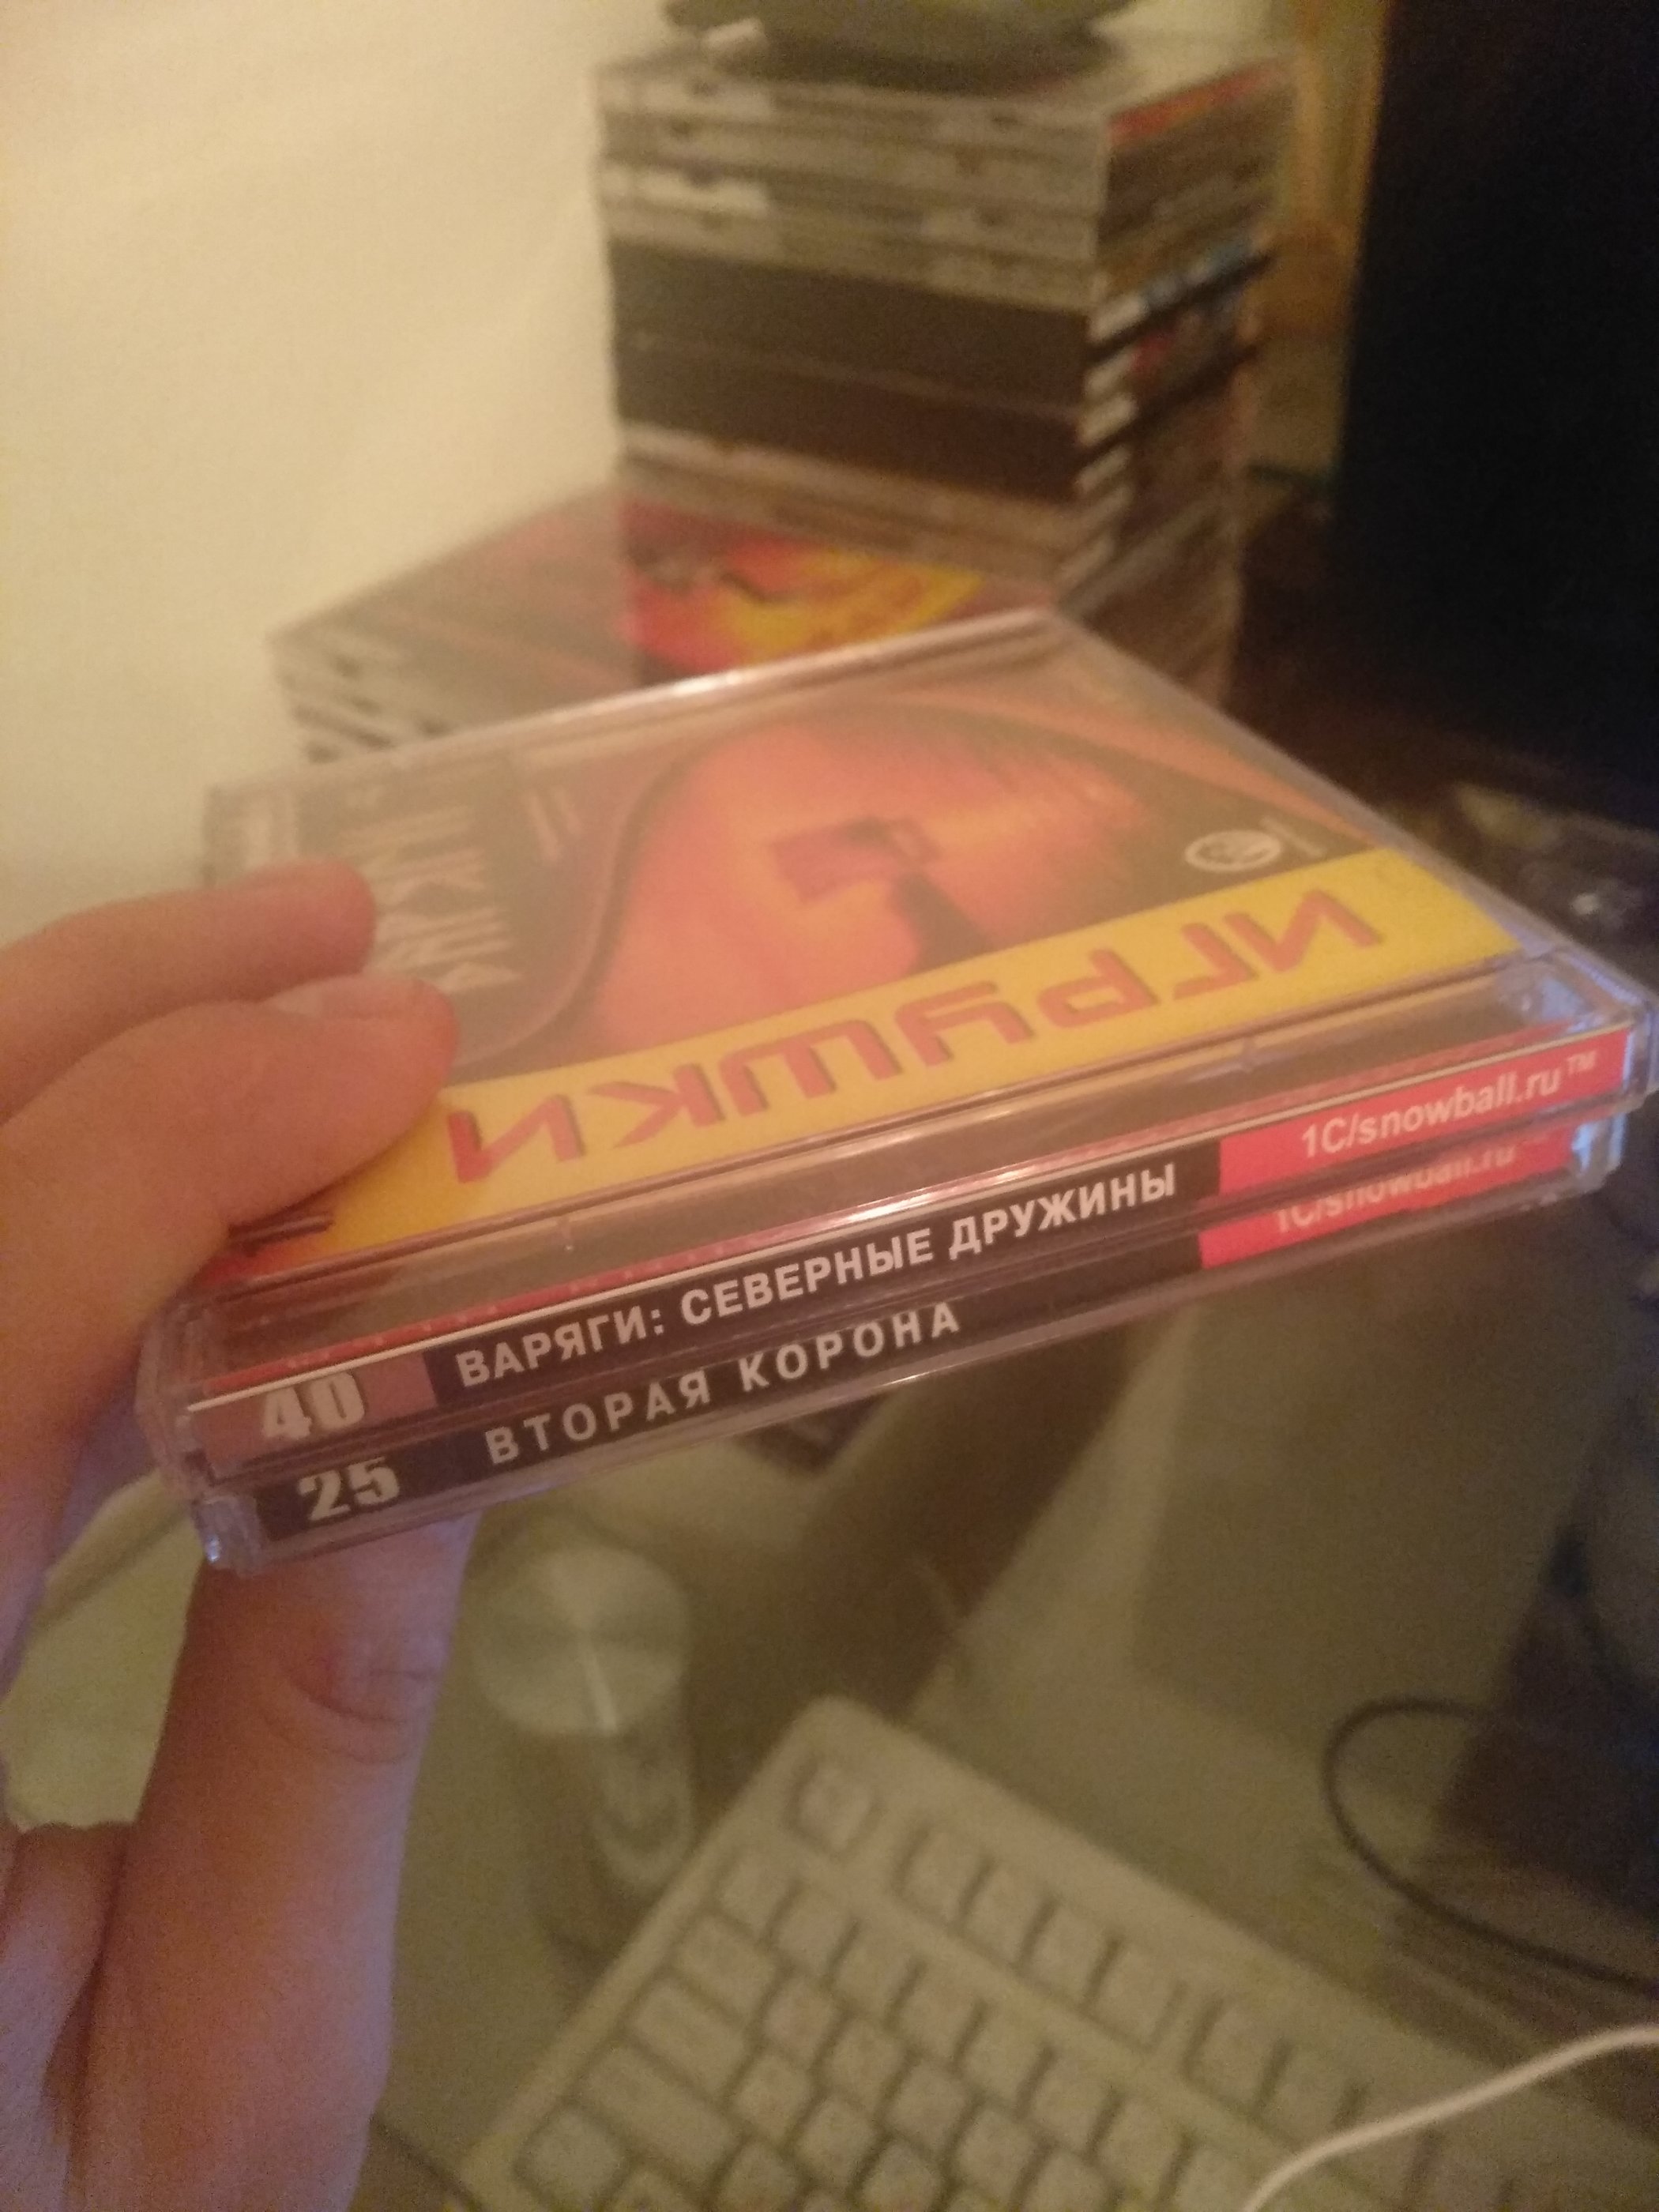 ИГРУШКИ
1C/snowball.ru™
40 ВАРЯГИ: СЕВЕРНЫЕ ДРУЖИНЫ
1C/snowball.ru
25 ВТОРАЯ КОРОНА